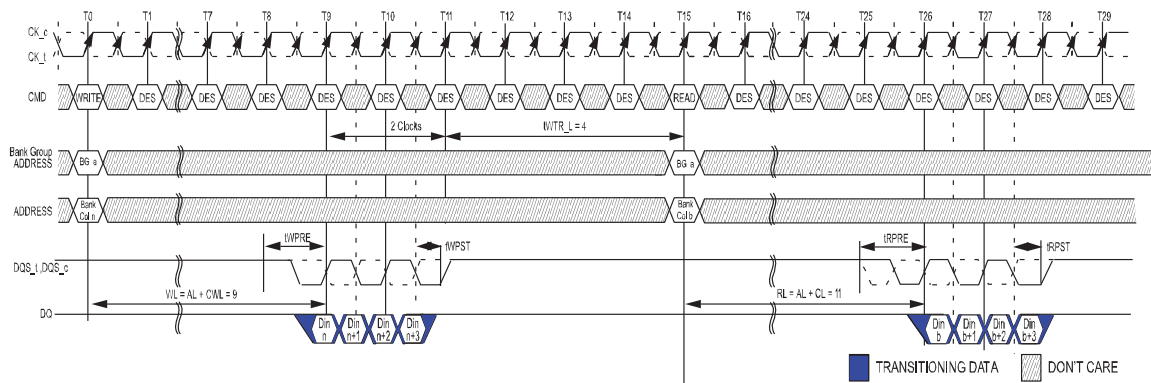 T0 T1 T7 T8 T9 T10 T11 T12 T13 T14 T15 T16 T24 T25 T26 T27 T28 T29
CK_c
CK_t
CMD WRITE DES DES DES DES DES DES DES DES DES READ DES DES DES DES DES DES DES
2 Clocks tWTR_L = 4
Bank Group
ADDRESS BG a BG a
ADDRESS Bank Col n Bank Col b
tWPRE tWPST tRPRE tRPST
DQS_t ,DQS_c
WL = AL + CWL = 9 RL = AL + CL = 11
DQ Din n Din n+1 Din n+2 Din n+3 Din b Din b+1 Din b+2 Din b+3
TRANSITIONING DATA DON'T CARE